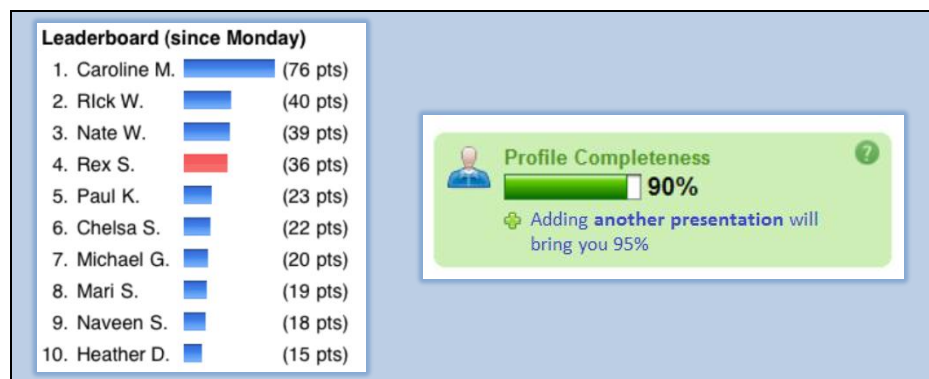 Leaderboard (since Monday)
1. Caroline M. (76 pts)
2. RIck W. (40 pts)
3. Nate W. (39 pts)
4. Rex S. (36 pts)
5. Paul K. (23 pts)
6. Chelsa S. (22 pts)
7. Michael G. (20 pts)
8. Mari S. (19 pts)
9. Naveen S. (18 pts)
10. Heather D. (15 pts)
Profile Completeness
?
90%
Adding another presentation will
bring you 95%